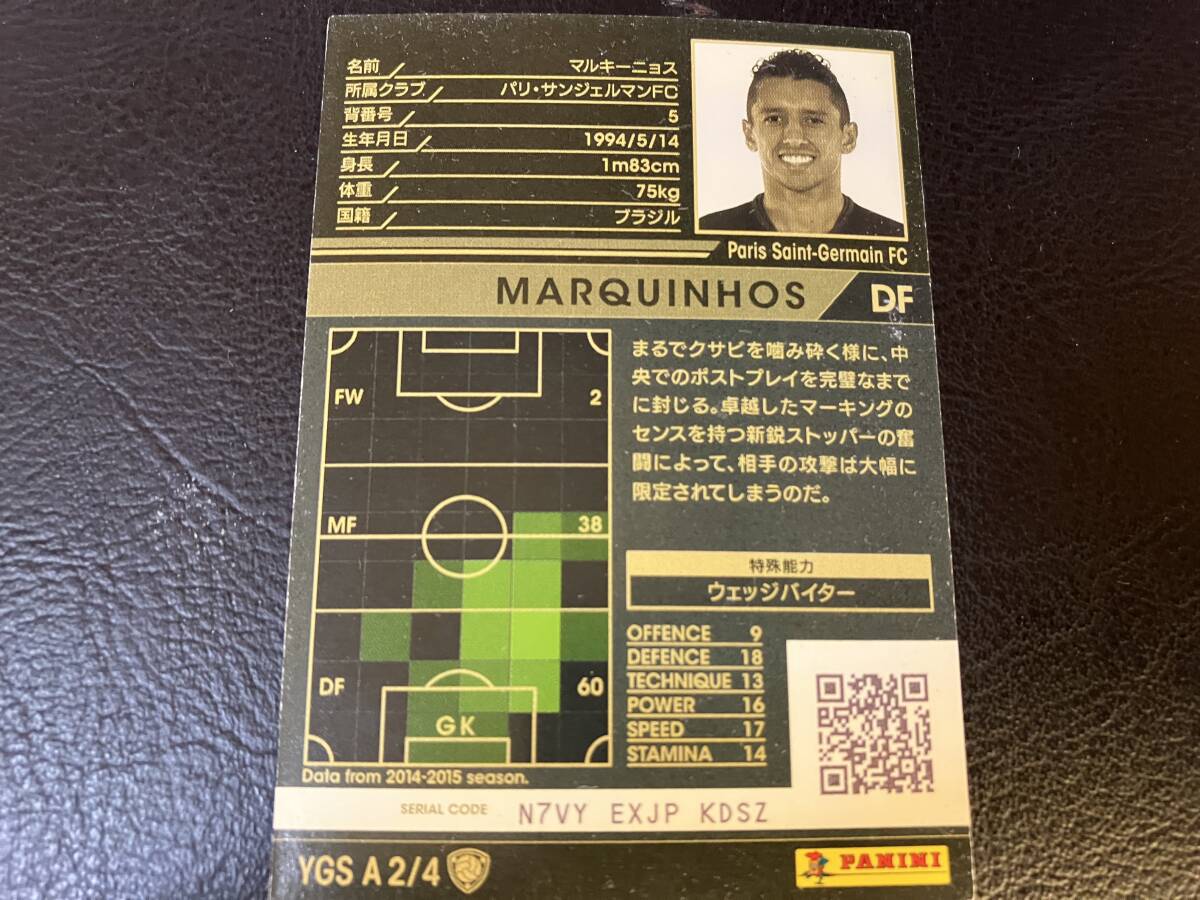 名前 マルキーニョス
所属クラブ パリ・サンジェルマンFC
背番号 5
生年月日 1994/5/14
身長 1m83cm
体重 75kg
国籍 ブラジル
Paris Saint-Germain FC
MARQUINHOS DF
FW 2
MF 38
DF 60
GK
Data from 2014-2015 season.
まるでクサビを噛み砕く様に、中
央でのポストプレイを完璧なまで
に封じる。卓越したマーキングの
センスを持つ新鋭ストッパーの奮
闘によって、相手の攻撃は大幅に
限定されてしまうのだ。
特殊能力
ウェッジバイター
OFFENCE 9
DEFENCE 18
TECHNIQUE 13
POWER 16
SPEED 17
STAMINA 14
SERIAL CODE N7VY EXJP KDSZ
YGS A 2/4
PANINI